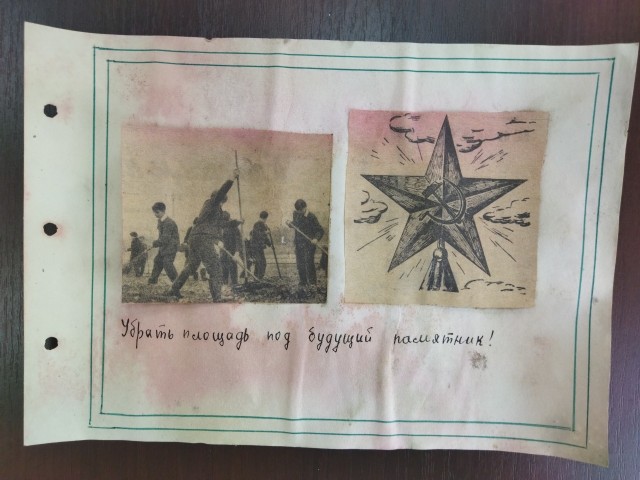 Убрать площадь под будущий памятник!